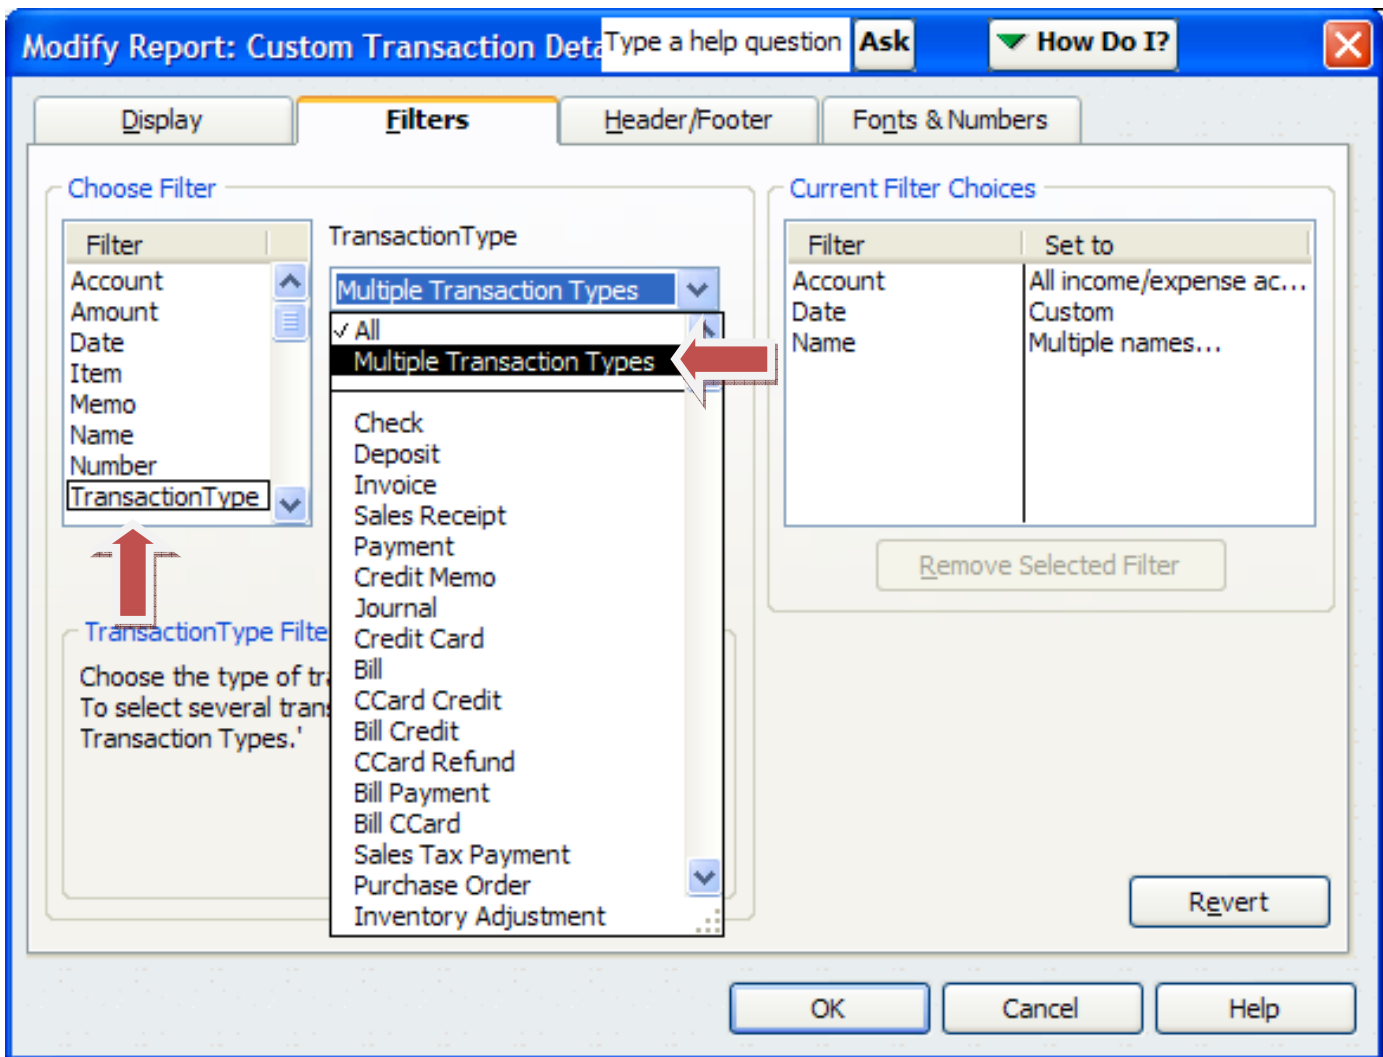 Modify Report: Custom Transaction Deta
Type a help question Ask How Do I?
Display Filters Header/Footer Fonts & Numbers
Choose Filter
Filter
Account
Amount
Date
Item
Memo
Name
Number
TransactionType
TransactionType
Multiple Transaction Types
✓ All
Multiple Transaction Types
Check
Deposit
Invoice
Sales Receipt
Payment
Credit Memo
Journal
Credit Card
Bill
CCard Credit
Bill Credit
CCard Refund
Bill Payment
Bill CCard
Sales Tax Payment
Purchase Order
Inventory Adjustment
TransactionType Filte
Choose the type of tra
To select several trans
Transaction Types.'
Current Filter Choices
Filter Set to
Account All income/expense ac...
Date Custom
Name Multiple names...
Remove Selected Filter
Revert
OK Cancel Help